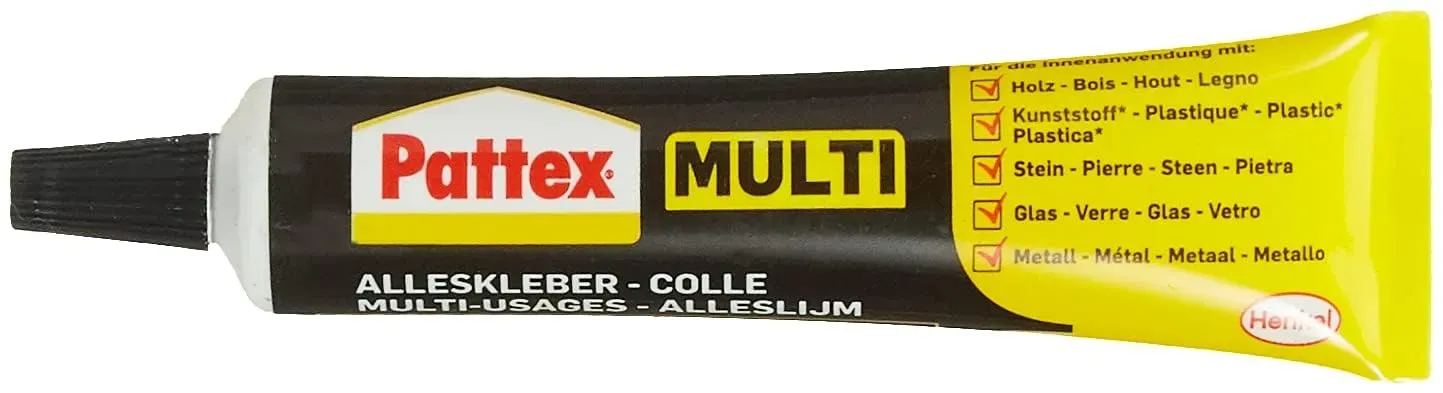 Pattex
MULTI
ALLESKLEBER - COLLE
MULTI-USAGES - ALLESLIJM
Für die Innenanwendung mit:
Holz - Bois - Hout - Legno
Kunststoff* - Plastique* - Plastic*
Plastica*
Stein - Pierre - Steen - Pietra
Glas - Verre - Glas - Vetro
Metall - Métal - Metaal - Metallo
Henkel